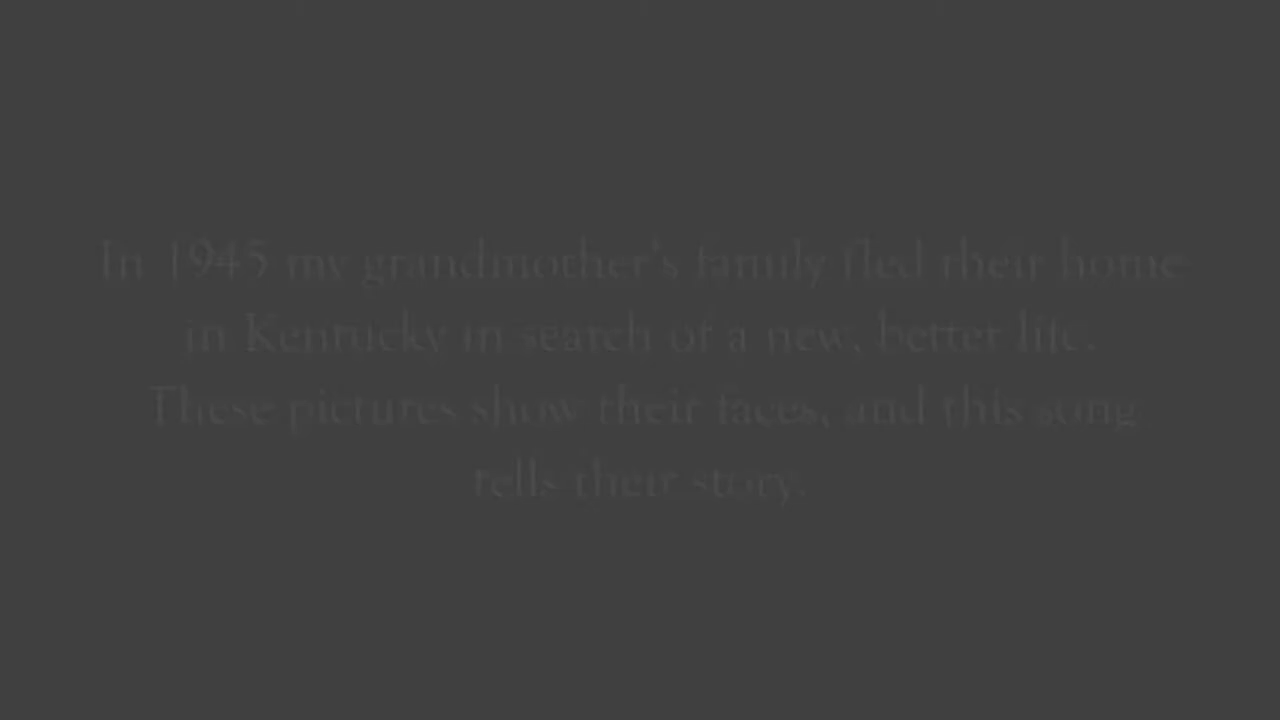 In 1945 my grandmother's family fled their home
in Kentucky in search of a new, better life.
These pictures show their faces, and this song
tells their story.